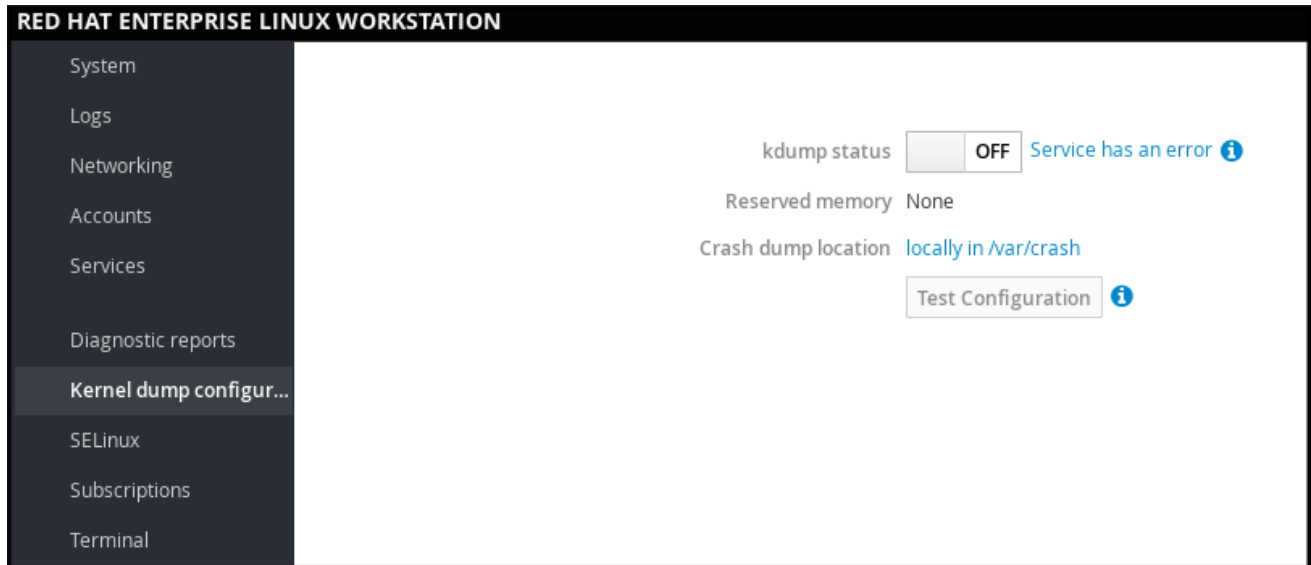 RED HAT ENTERPRISE LINUX WORKSTATION
System
Logs
Networking
Accounts
Services
Diagnostic reports
Kernel dump configur...
SELinux
Subscriptions
Terminal
kdump status OFF Service has an error
Reserved memory None
Crash dump location locally in /var/crash
Test Configuration